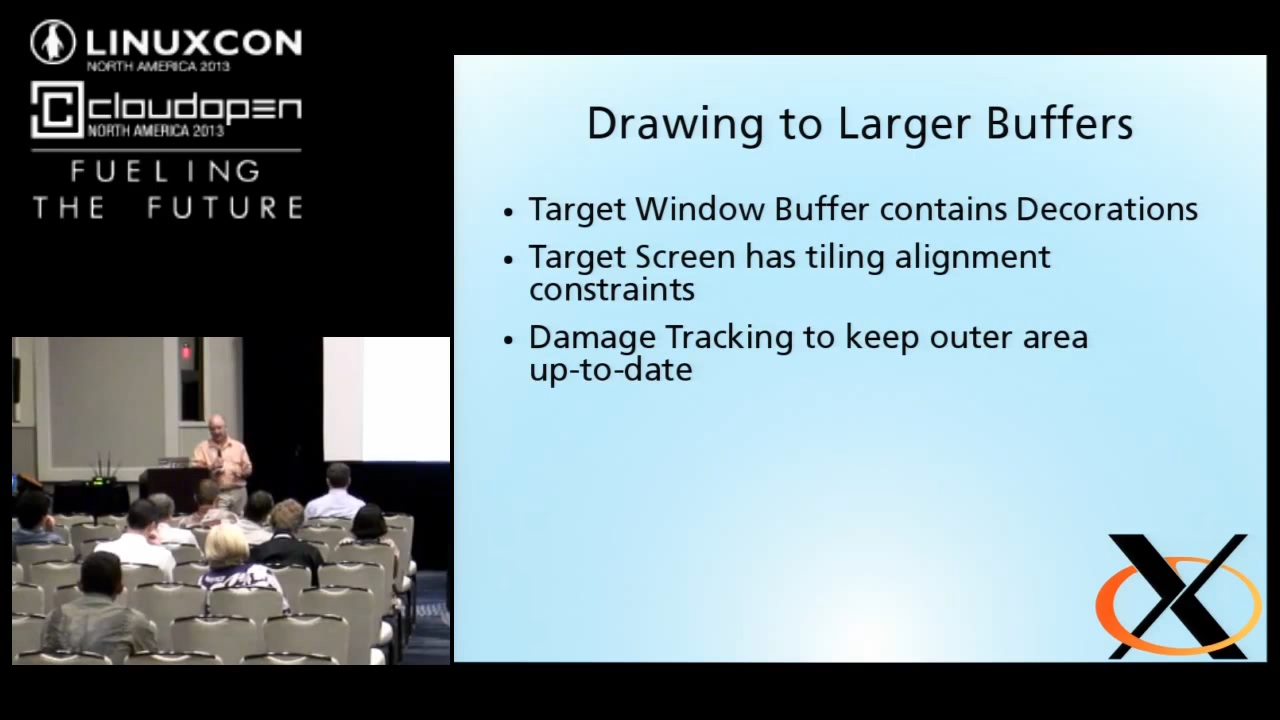 LINUXCON
NORTH AMERICA 2013
cloudopen
NORTH AMERICA 2013
FUELING
THE FUTURE
Drawing to Larger Buffers
• Target Window Buffer contains Decorations
• Target Screen has tiling alignment
constraints
• Damage Tracking to keep outer area
up-to-date